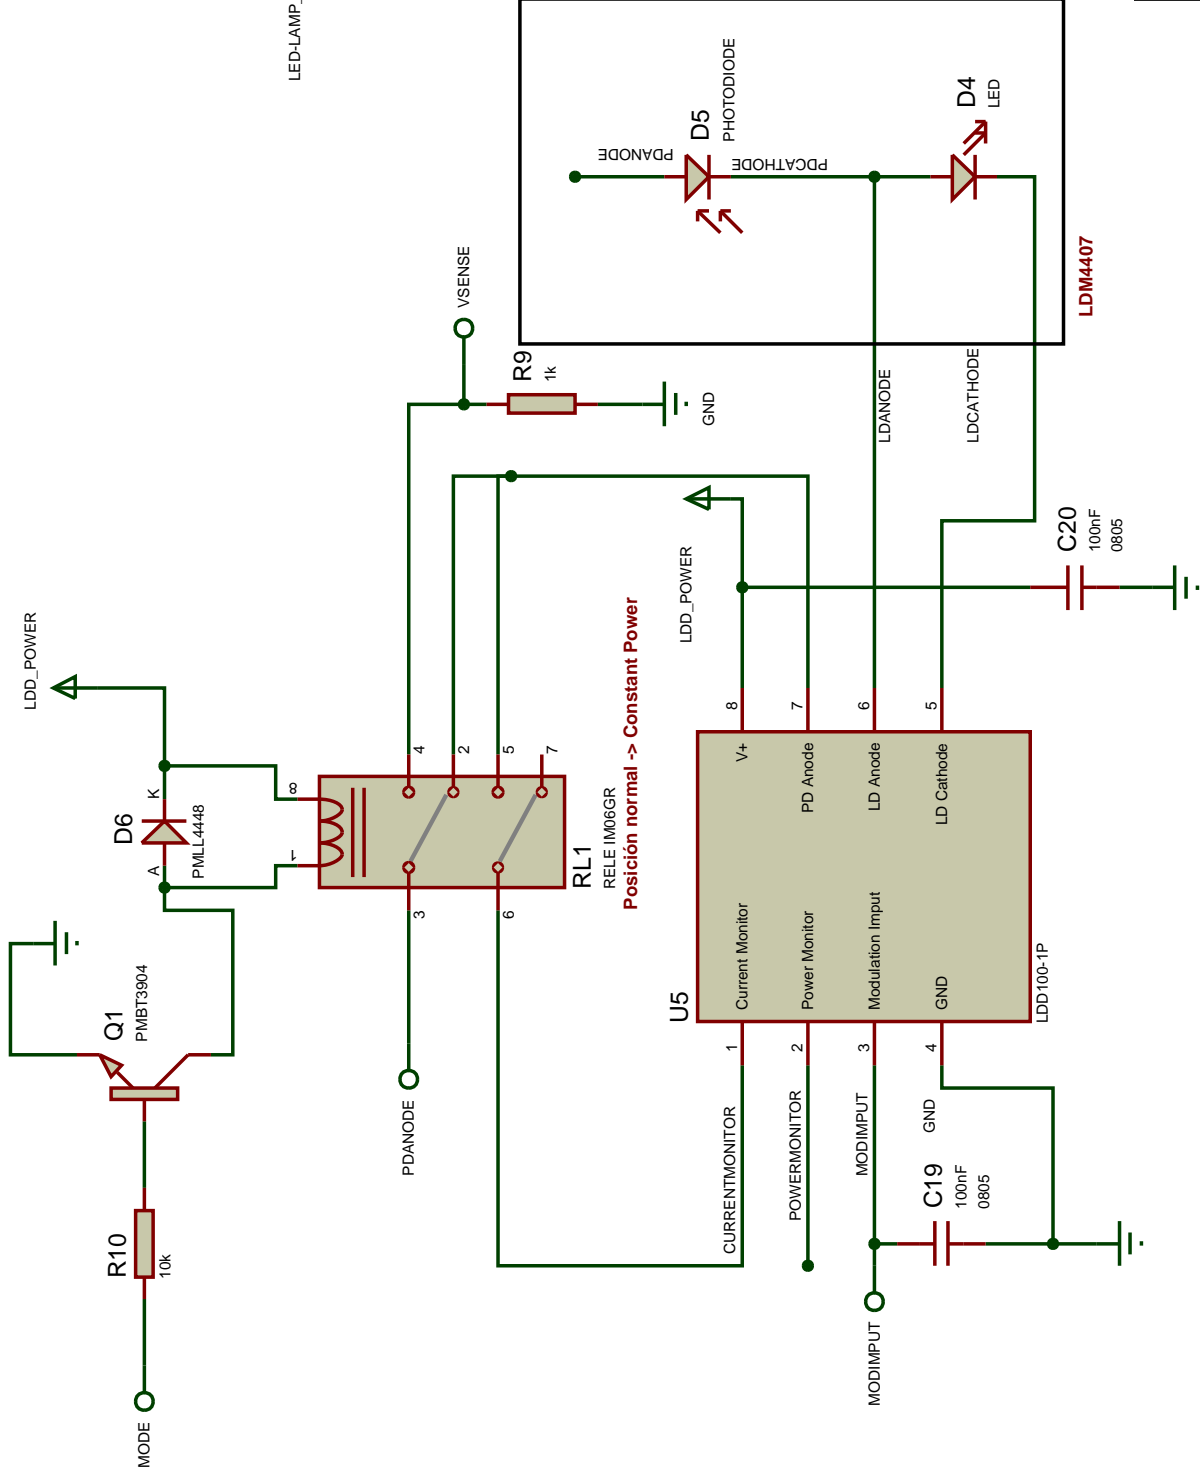 LED-LAMP_
LDD_POWER
D6
PMLL4448
A
K
Q1
PMBT3904
R10
10k
MODE
1
8
3
6
4
2
5
7
RL1
RELE IM06GR
Posición normal -> Constant Power
PDANODE
VSENSE
R9
1k
GND
LDD_POWER
PDANODE
D5
PHOTODIODE
PDCATHODE
D4
LED
LDM4407
LDANODE
LDCATHODE
C20
100nF
0805
U5
LDD100-1P
8
7
6
5
V+
PD Anode
LD Anode
LD Cathode
Current Monitor
Power Monitor
Modulation Imput
GND
1
2
3
4
CURRENTMONITOR
POWERMONITOR
MODIMPUT
GND
C19
100nF
0805
MODIMPUT